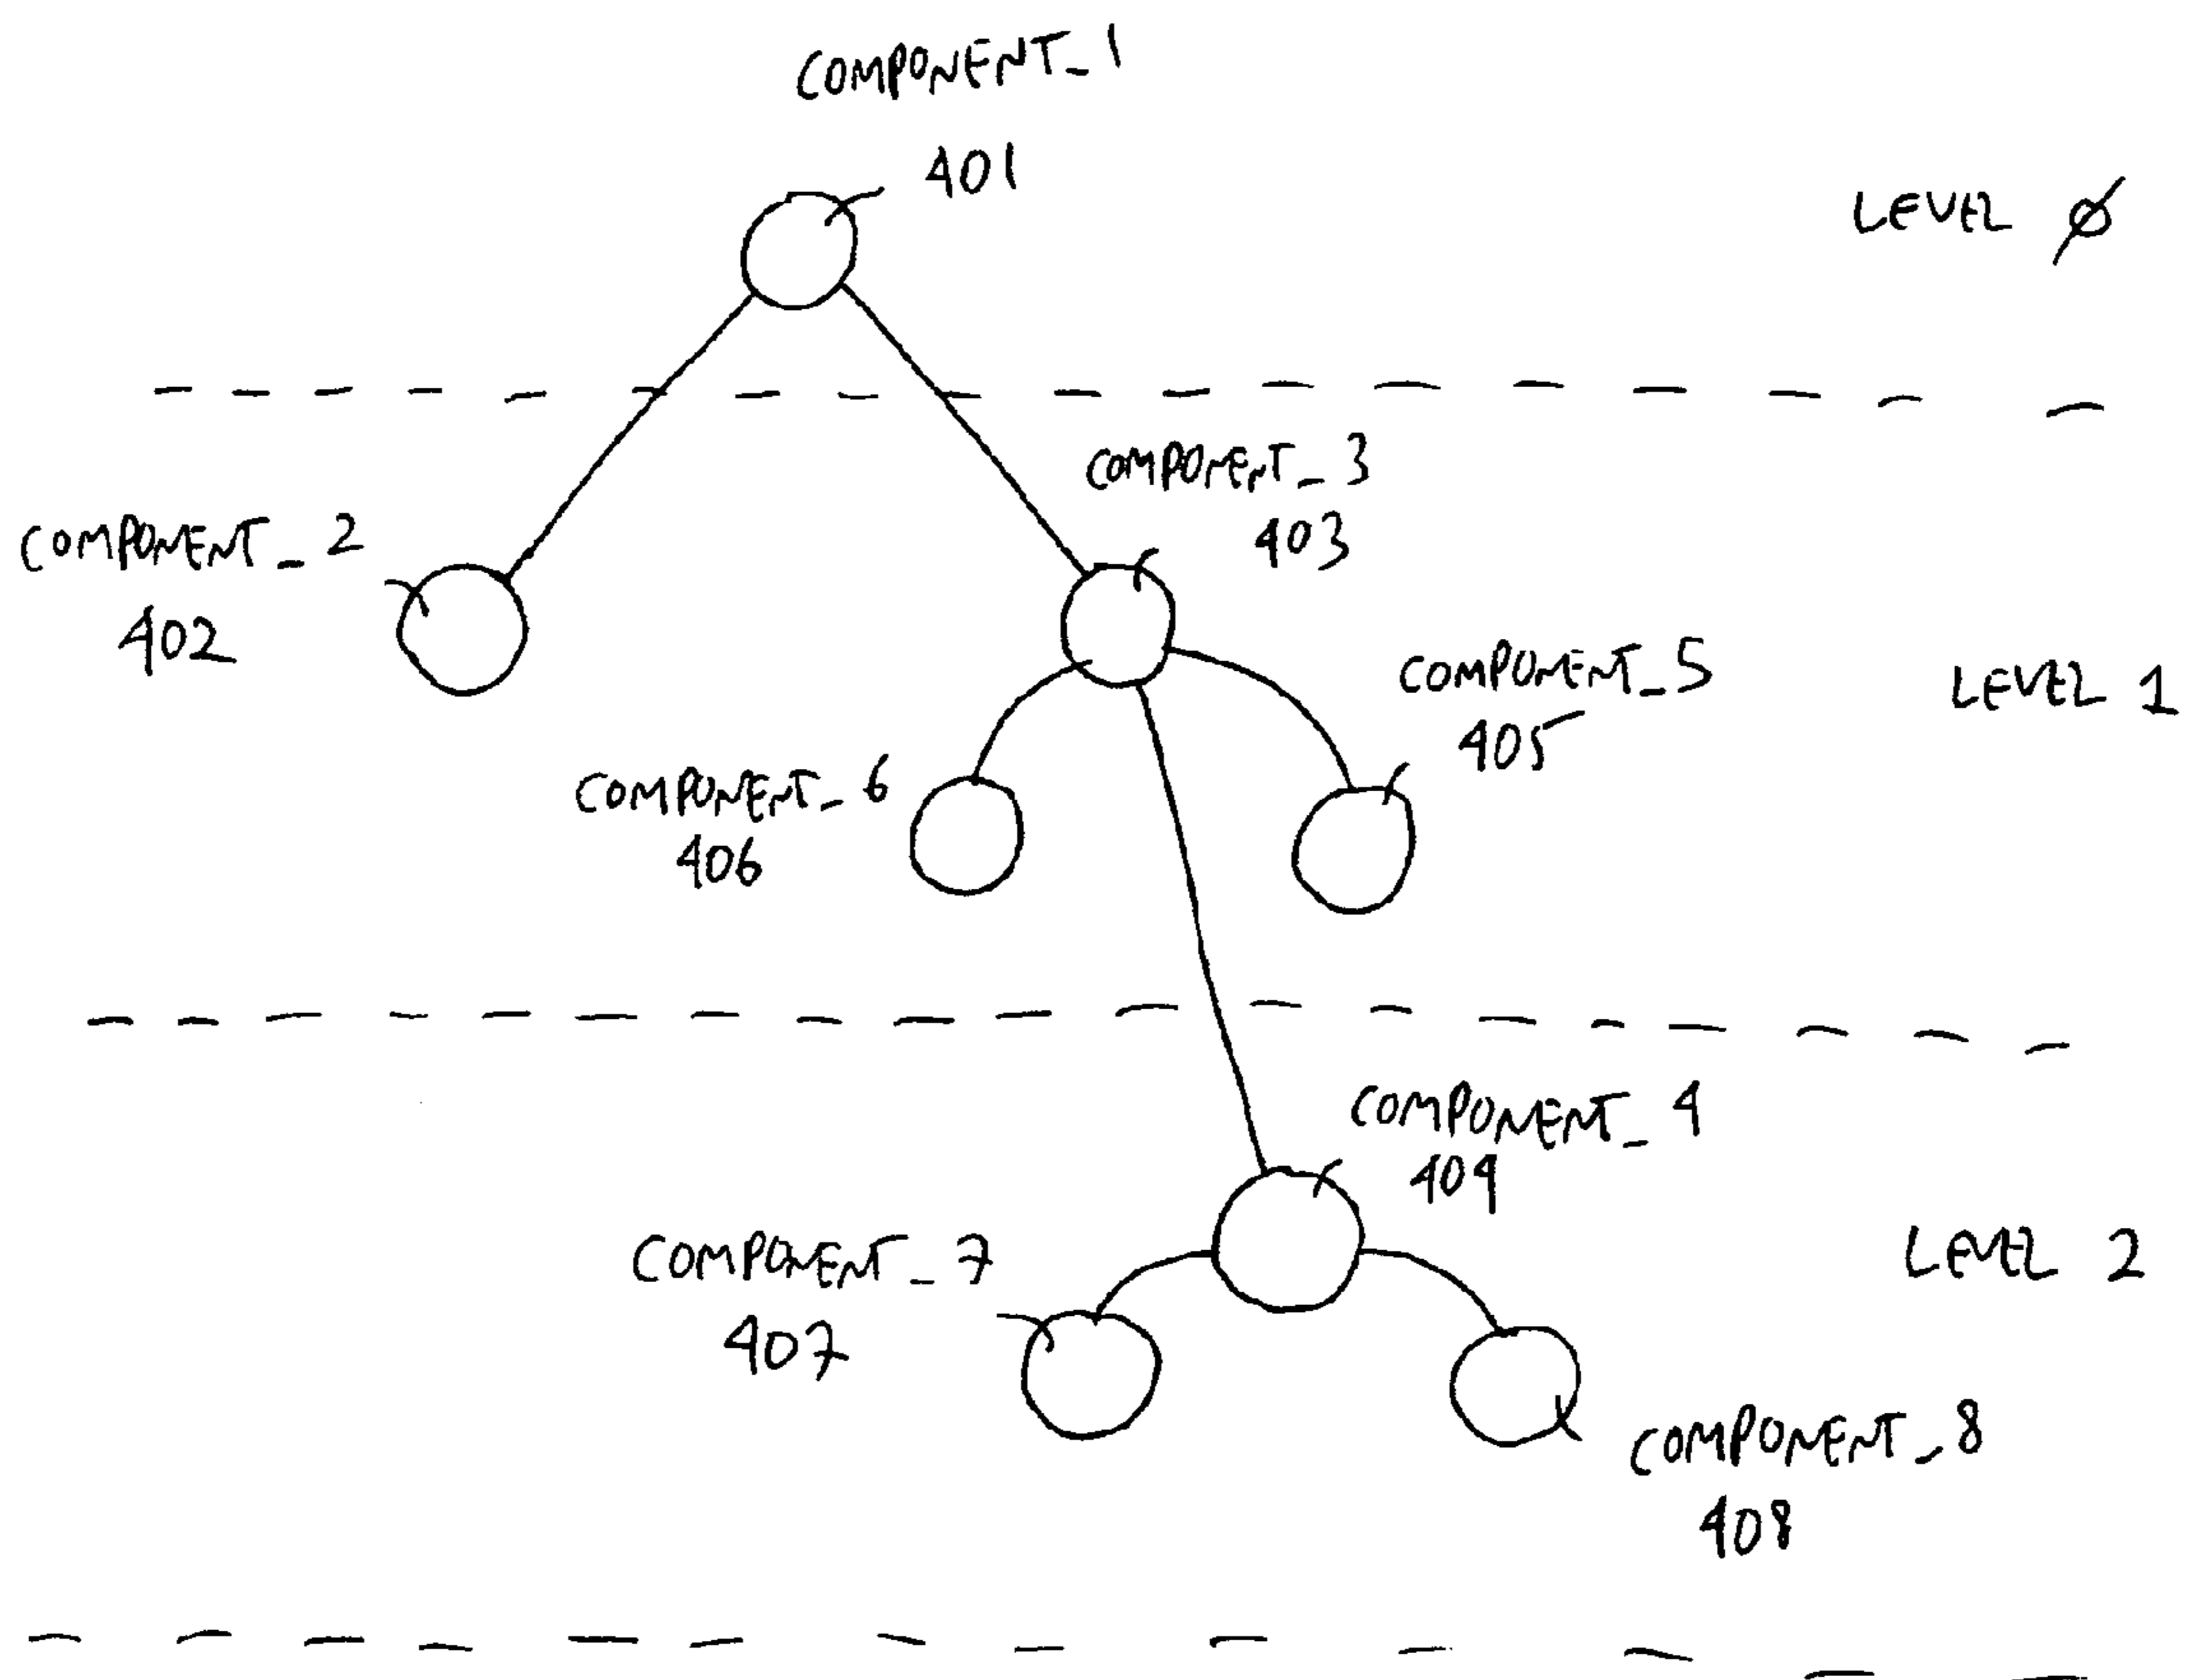 COMPONENT_1
401
LEVEL Ø
COMPONENT_3
403
COMPONENT_2
402
COMPONENT_5
405
LEVEL 1
COMPONENT_6
406
COMPONENT_4
404
COMPONENT_7
407
LEVEL 2
COMPONENT_8
408